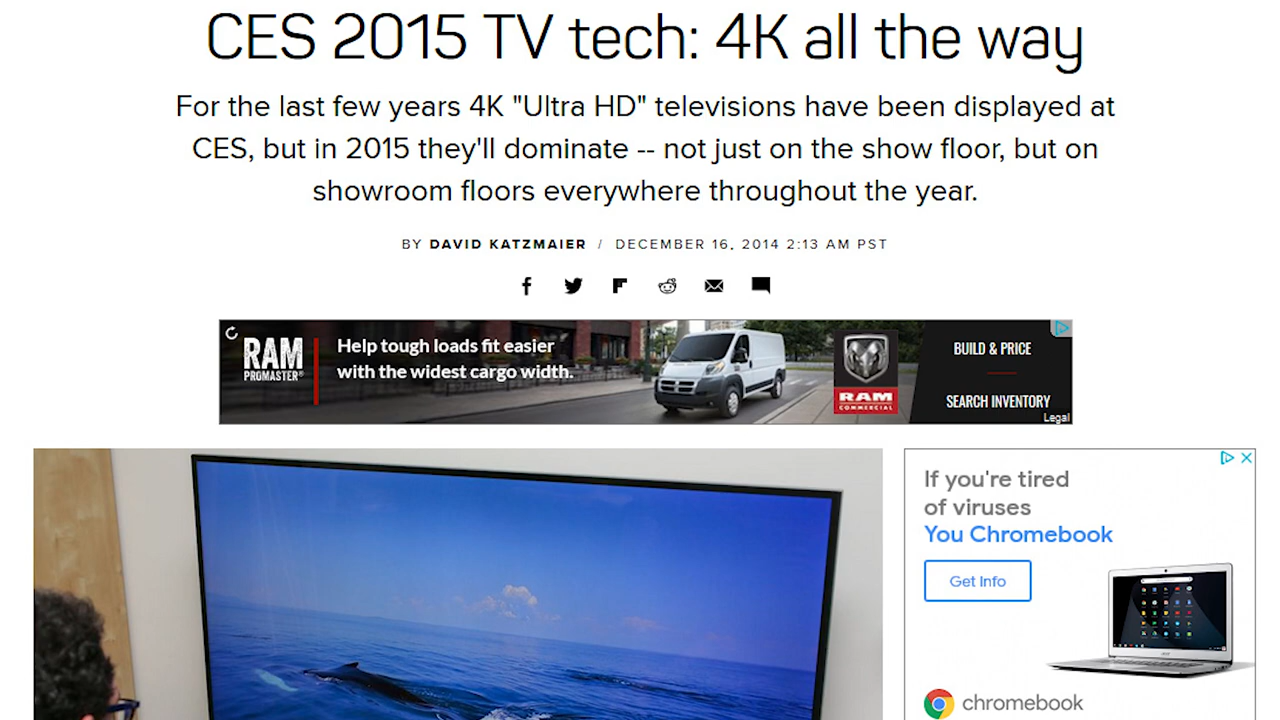 CES 2015 TV tech: 4K all the way
For the last few years 4K "Ultra HD" televisions have been displayed at
CES, but in 2015 they'll dominate -- not just on the show floor, but on
showroom floors everywhere throughout the year.
BY DAVID KATZMAIER / DECEMBER 16, 2014 2:13 AM PST
RAM
PROMASTER®
Help tough loads fit easier
with the widest cargo width.
RAM
COMMERCIAL
BUILD & PRICE
SEARCH INVENTORY
Legal
If you're tired
of viruses
You Chromebook
Get Info
acer
chromebook